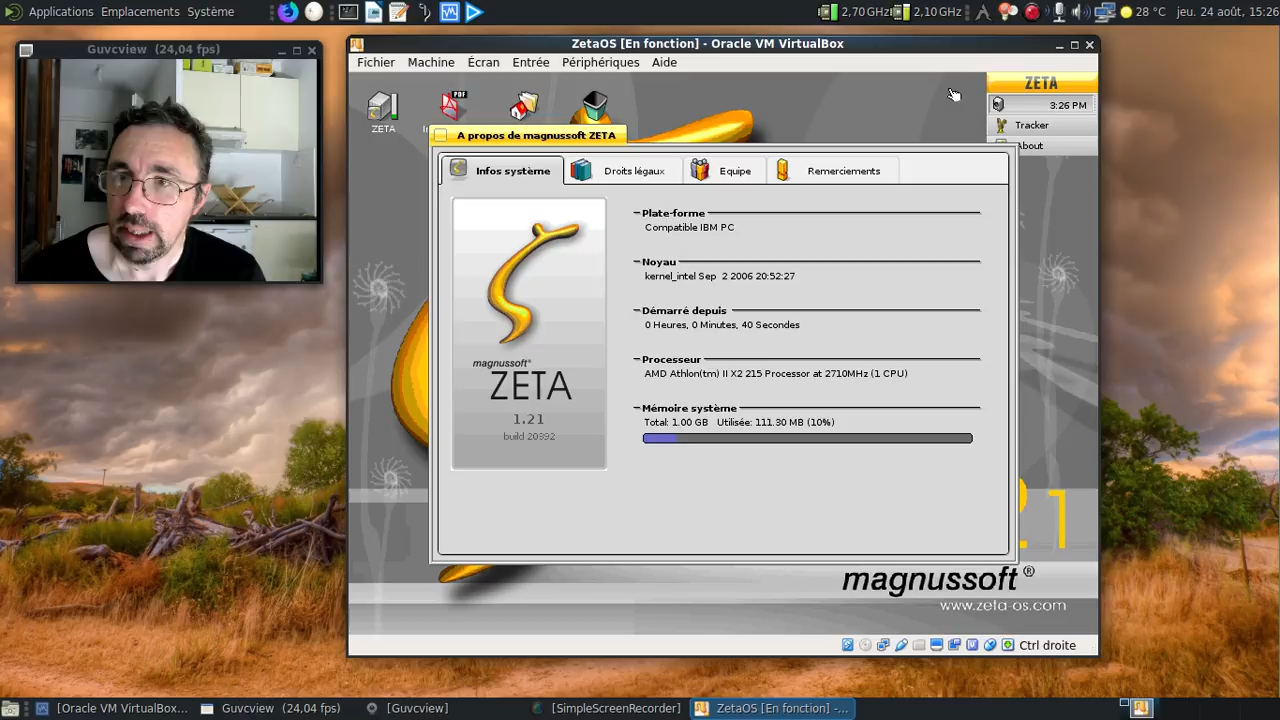 Applications Emplacements Système
2,70 GHz 2,10 GHz 28 °C jeu. 24 août, 15:26
Guvcview (24,04 fps)
ZetaOS [En fonction] - Oracle VM VirtualBox
Fichier Machine Écran Entrée Périphériques Aide
ZETA
3:26 PM
Tracker
About
ZETA
PDF
A propos de magnussoft ZETA
Infos système Droits légaux Equipe Remerciements
Plate-forme
Compatible IBM PC
Noyau
kernel_intel Sep 2 2006 20:52:27
Démarré depuis
0 Heures, 0 Minutes, 40 Secondes
Processeur
AMD Athlon(tm) II X2 215 Processor at 2710MHz (1 CPU)
Mémoire système
Total: 1.00 GB Utilisée: 111.30 MB (10%)
magnussoft®
ZETA
1.21
build 20392
21
magnussoft®
www.zeta-os.com
Ctrl droite
[Oracle VM VirtualBox... Guvcview (24,04 fps) [Guvcview] [SimpleScreenRecorder] ZetaOS [En fonction] - ...